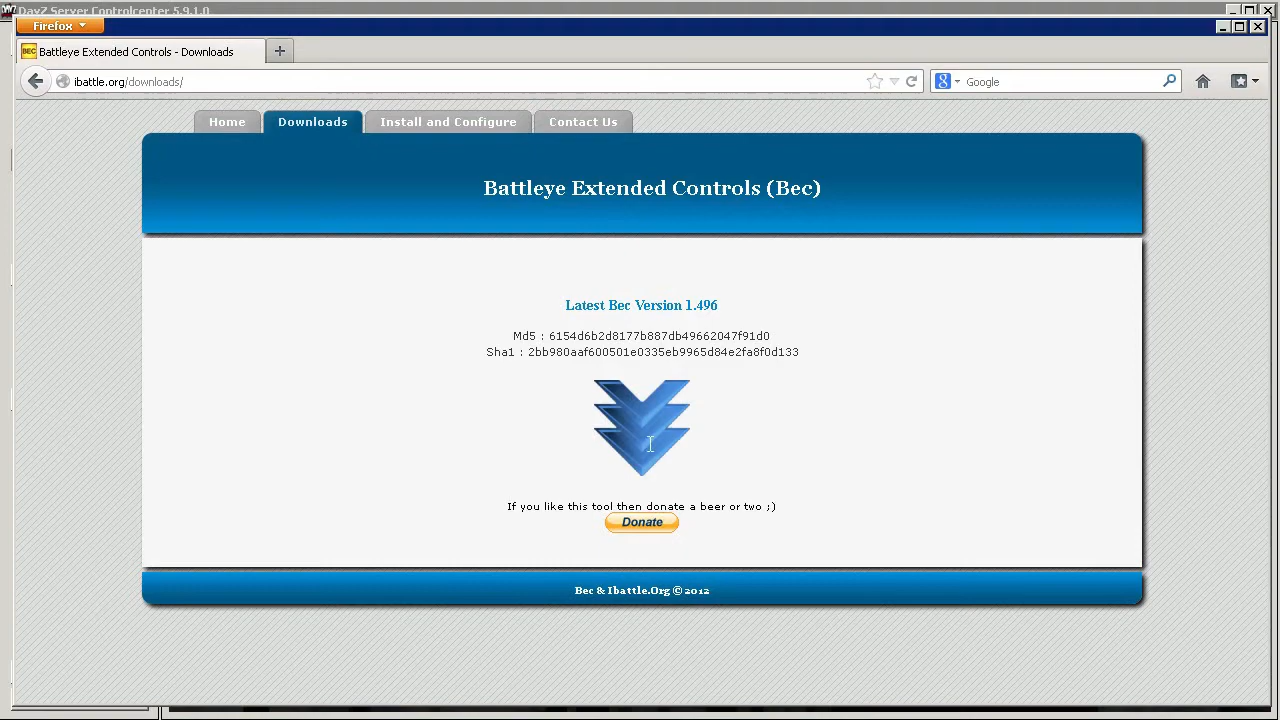 DayZ Server Controlcenter 5.9.1.0
Firefox
BEC Battleye Extended Controls - Downloads
ibattle.org/downloads/
Google
Home
Downloads
Install and Configure
Contact Us
Battleye Extended Controls (Bec)
Latest Bec Version 1.496
Md5 : 6154d6b2d8177b887db49662047f91d0
Sha1 : 2bb980aaf600501e0335eb9965d84e2fa8f0d133
If you like this tool then donate a beer or two ;)
Donate
Bec & Ibattle.Org © 2012